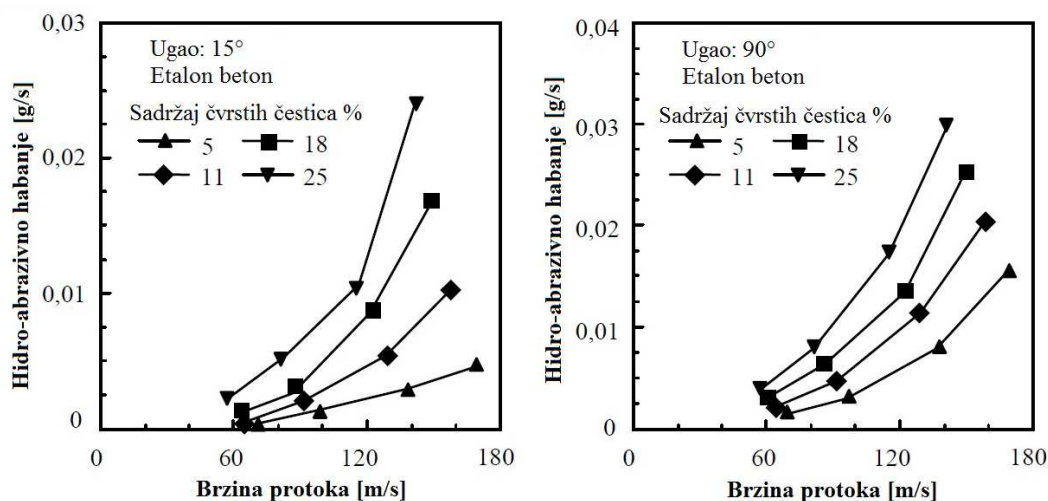 Hidro-abrazivno habanje [g/s]
0,03
0,02
0,01
0
Ugao: 15°
Etalon beton
Sadržaj čvrstih čestica %
5 18
11 25
0 60 120 180
Brzina protoka [m/s]
Hidro-abrazivno habanje [g/s]
0,04
0,03
0,02
0,01
0
Ugao: 90°
Etalon beton
Sadržaj čvrstih čestica %
5 18
11 25
0 60 120 180
Brzina protoka [m/s]